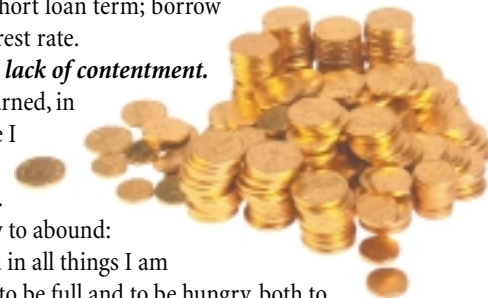 hort loan term; borrow
rest rate.
lack of contentment.
rned, in
e I
.
y to abound:
in all things I am
to be full and to be hungry, both to